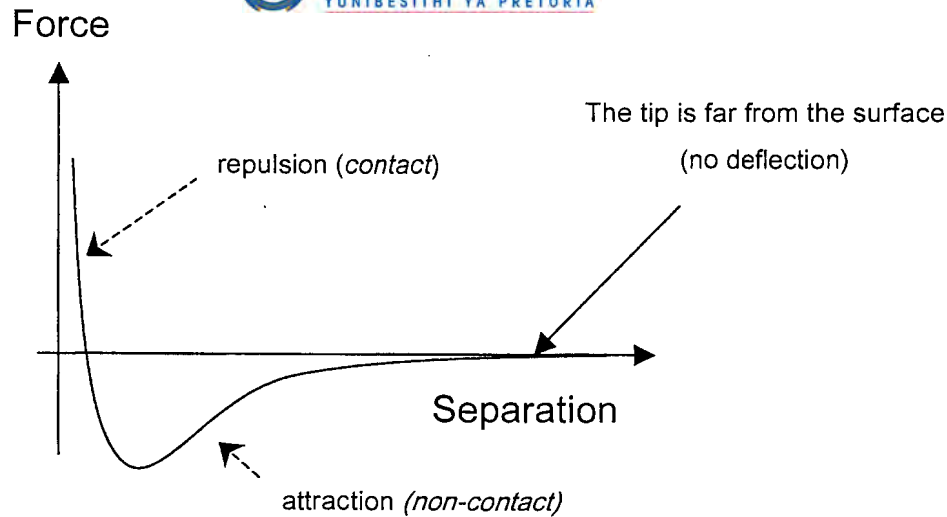 YUNIBESITHI YA PRETORIA
Force
The tip is far from the surface
(no deflection)
repulsion (contact)
Separation
attraction (non-contact)